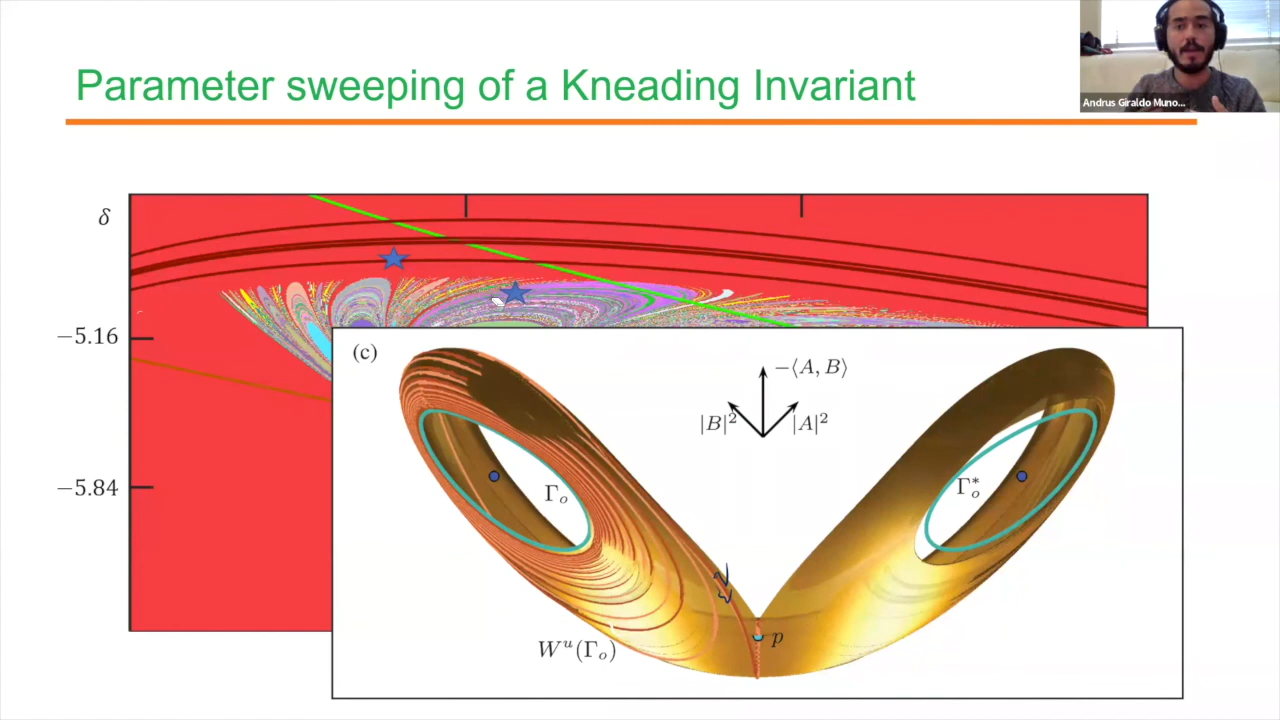 Parameter sweeping of a Kneading Invariant
Andrus Giraldo Muno...
δ
−5.16
−5.84
(c)
−⟨A, B⟩
|B|² |A|²
Γₒ
Γₒ*
p
Wᵘ(Γₒ)